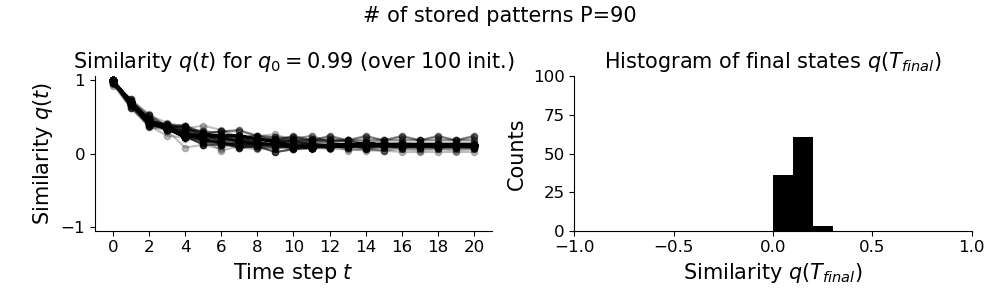 # of stored patterns P=90
Similarity q(t) for q₀ = 0.99 (over 100 init.)
Similarity q(t)
1
0
−1
0 2 4 6 8 10 12 14 16 18 20
Time step t
Histogram of final states q(T_final)
Counts
100
75
50
25
0
−1.0 −0.5 0.0 0.5 1.0
Similarity q(T_final)